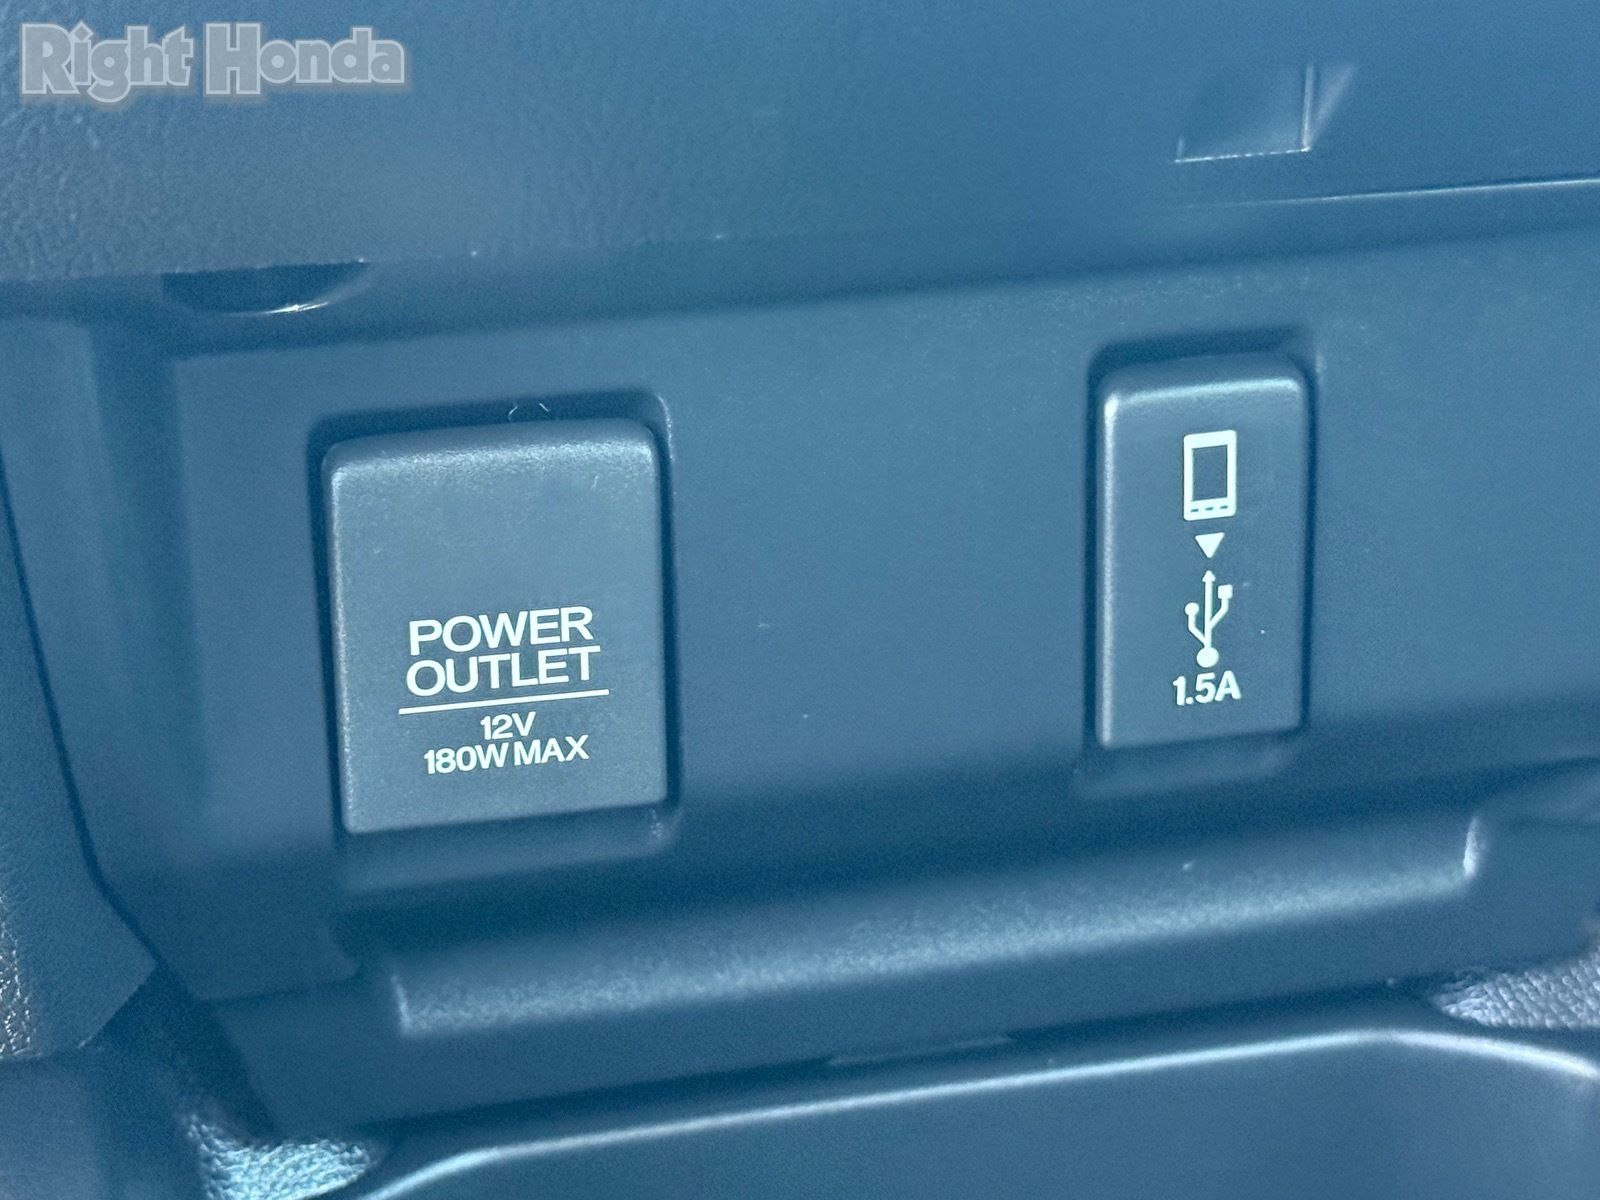 Right Honda
POWER
OUTLET
12V
180W MAX
1.5A